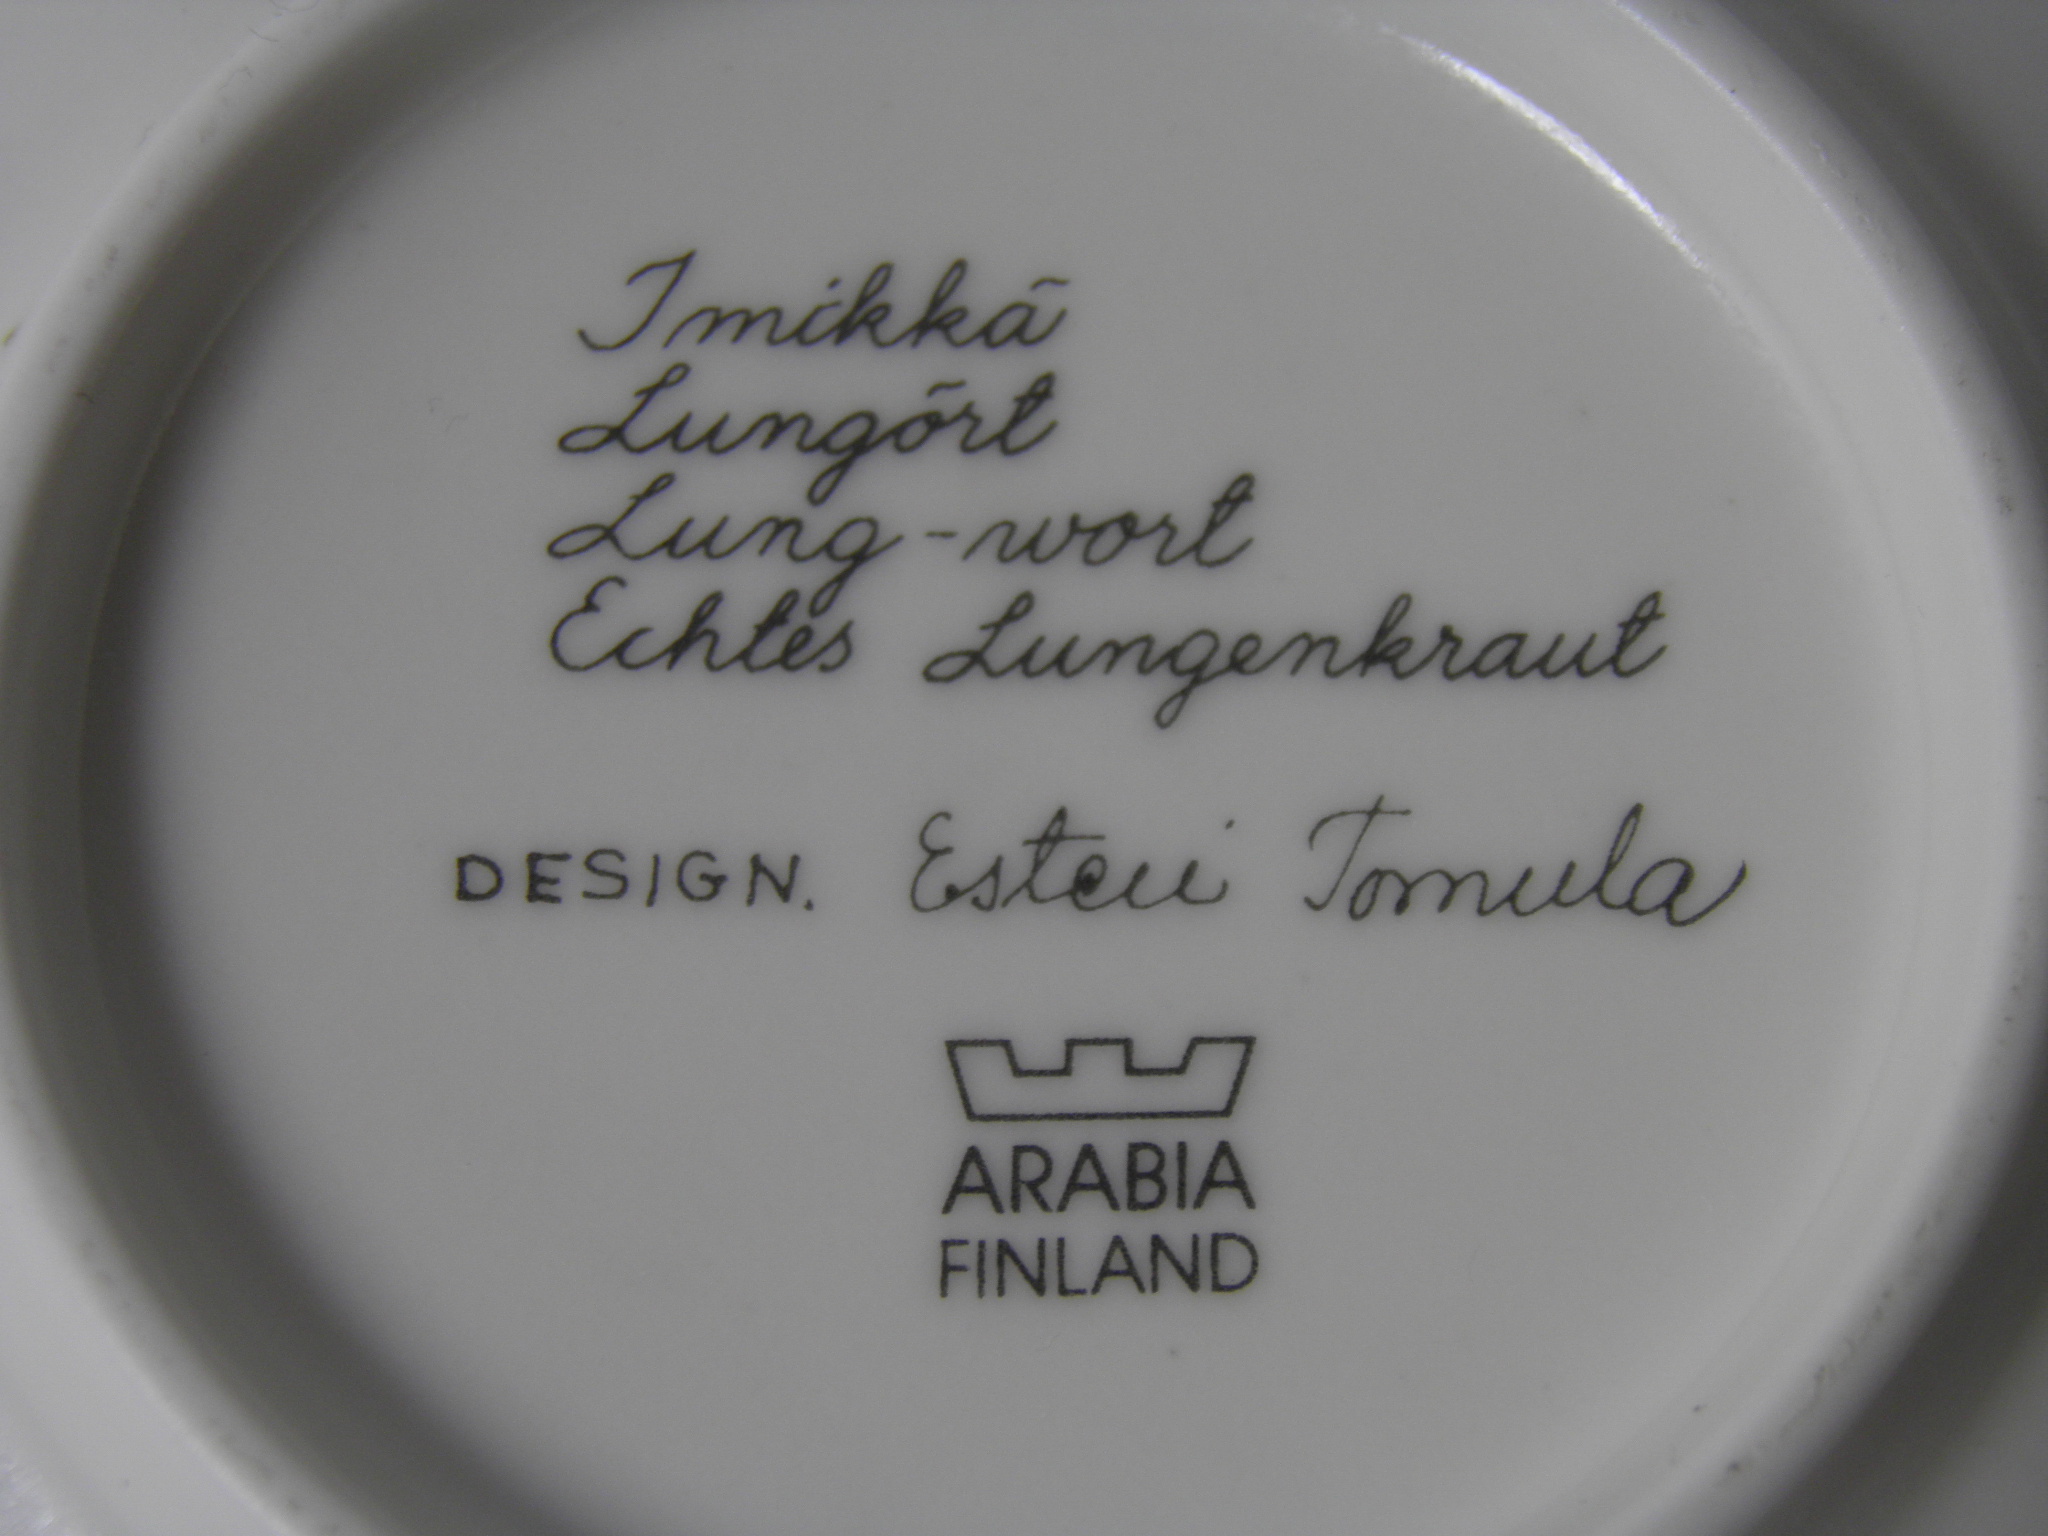 Imikkä
Lungört
Lung-wort
Echtes Lungenkraut
DESIGN. Esteri Tomula
ARABIA
FINLAND